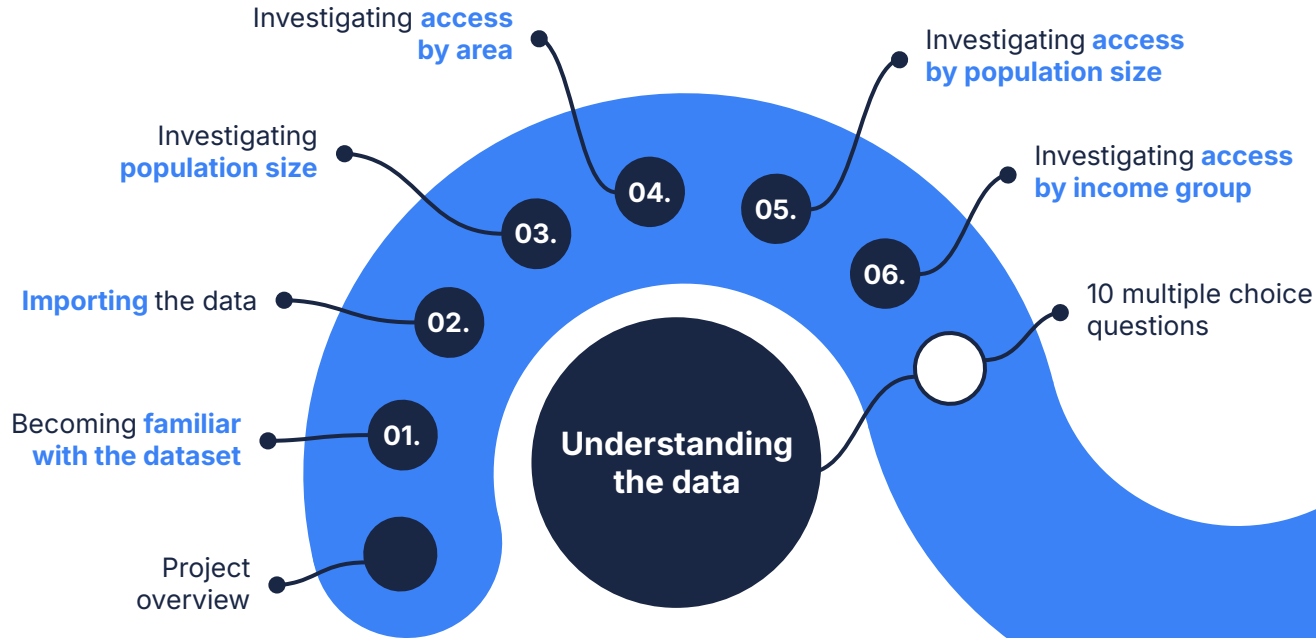 Project
overview
01.
Becoming familiar
with the dataset
02.
Importing the data
03.
Investigating
population size
04.
Investigating access
by area
05.
Investigating access
by population size
06.
Investigating access
by income group
10 multiple choice
questions
Understanding
the data